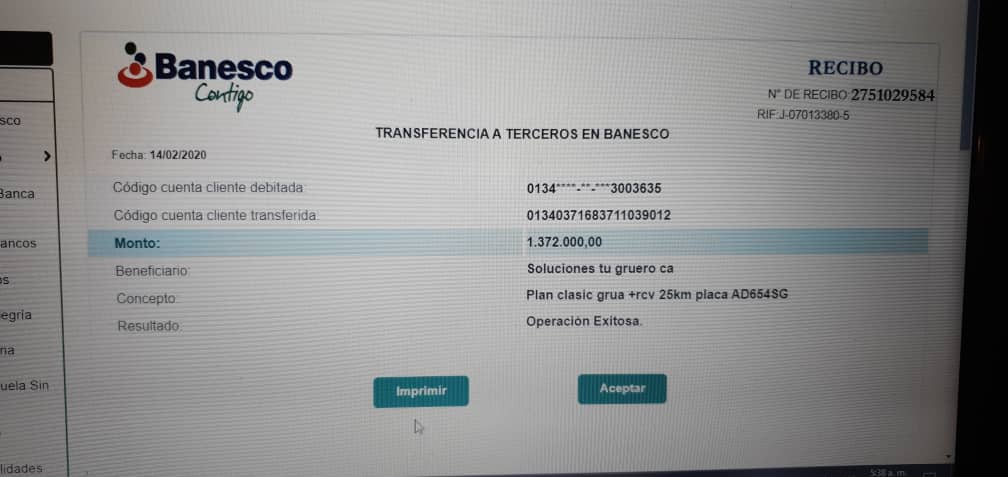 Banesco
Contigo
RECIBO
N° DE RECIBO:2751029584
RIF:J-07013380-5
TRANSFERENCIA A TERCEROS EN BANESCO
Fecha: 14/02/2020
Código cuenta cliente debitada: 0134****-**-***3003635
Código cuenta cliente transferida: 01340371683711039012
Monto: 1.372.000,00
Beneficiario: Soluciones tu gruero ca
Concepto: Plan clasic grua +rcv 25km placa AD654SG
Resultado: Operación Exitosa.
Imprimir Aceptar
sco
Banca
ancos
os
egría
na
uela Sin
lidades
5:38 a. m.